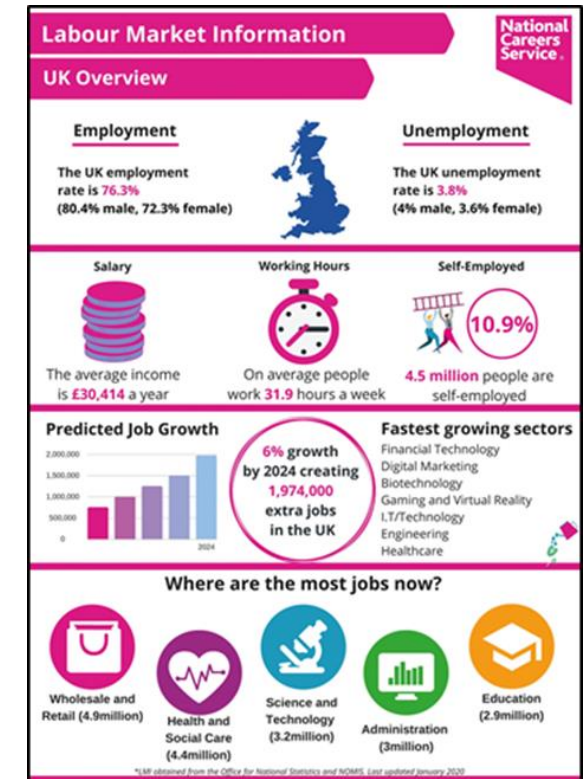 Labour Market Information
National
Careers
Service
UK Overview
Employment
The UK employment
rate is 76.3%
(80.4% male, 72.3% female)
Unemployment
The UK unemployment
rate is 3.8%
(4% male, 3.6% female)
Salary
The average income
is £30,414 a year
Working Hours
On average people
work 31.9 hours a week
Self-Employed
10.9%
4.5 million people are
self-employed
Predicted Job Growth
2,000,000
1,500,000
1,000,000
500,000
0
2024
6% growth
by 2024 creating
1,974,000
extra jobs
in the UK
Fastest growing sectors
Financial Technology
Digital Marketing
Biotechnology
Gaming and Virtual Reality
I.T/Technology
Engineering
Healthcare
Where are the most jobs now?
Wholesale and
Retail (4.9million)
Health and
Social Care
(4.4million)
Science and
Technology
(3.2million)
Administration
(3million)
Education
(2.9million)
*LMI obtained from the Office for National Statistics and NOMIS. Last updated January 2020